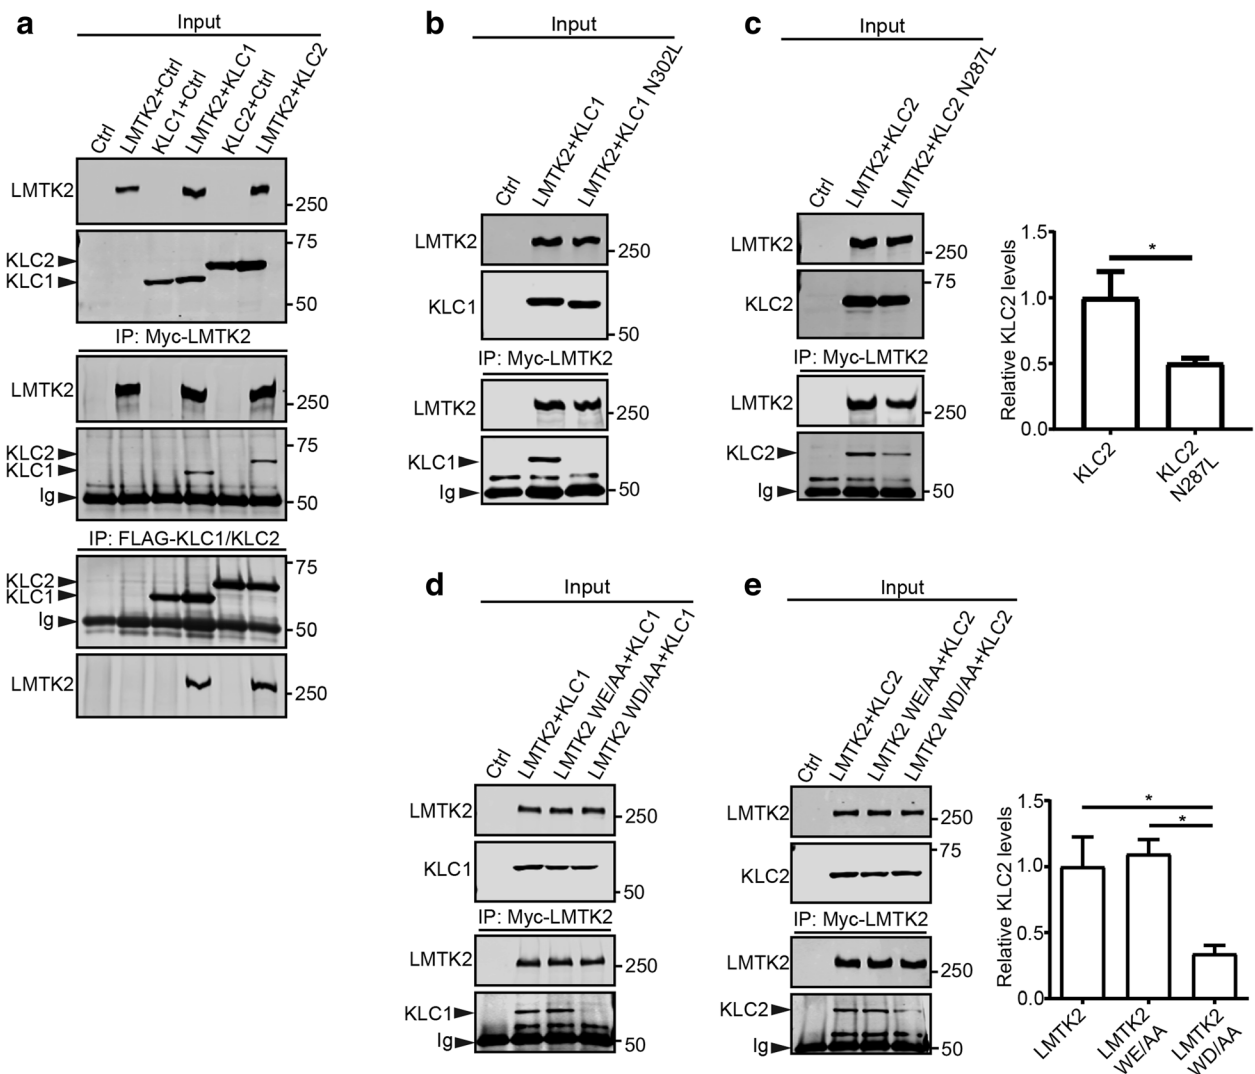 a
Input
Ctrl
LMTK2+Ctrl
KLC1+Ctrl
LMTK2+KLC1
KLC2+Ctrl
LMTK2+KLC2
LMTK2
250
75
KLC2
KLC1
50
IP: Myc-LMTK2
LMTK2
250
75
KLC2
KLC1
Ig
50
IP: FLAG-KLC1/KLC2
75
KLC2
KLC1
Ig
50
LMTK2
250
b
Input
Ctrl
LMTK2+KLC1
LMTK2+KLC1 N302L
LMTK2
250
KLC1
50
IP: Myc-LMTK2
LMTK2
250
KLC1
Ig
50
c
Input
Ctrl
LMTK2+KLC2
LMTK2+KLC2 N287L
LMTK2
250
75
KLC2
IP: Myc-LMTK2
LMTK2
250
KLC2
Ig
50
Relative KLC2 levels
1.5
1.0
0.5
0.0
*
KLC2
KLC2
N287L
d
Input
Ctrl
LMTK2+KLC1
LMTK2 WE/AA+KLC1
LMTK2 WD/AA+KLC1
LMTK2
250
KLC1
50
IP: Myc-LMTK2
LMTK2
250
KLC1
Ig
50
e
Input
Ctrl
LMTK2+KLC2
LMTK2 WE/AA+KLC2
LMTK2 WD/AA+KLC2
LMTK2
250
75
KLC2
IP: Myc-LMTK2
LMTK2
250
KLC2
Ig
50
Relative KLC2 levels
1.5
1.0
0.5
0.0
*
*
LMTK2
LMTK2
WE/AA
LMTK2
WD/AA